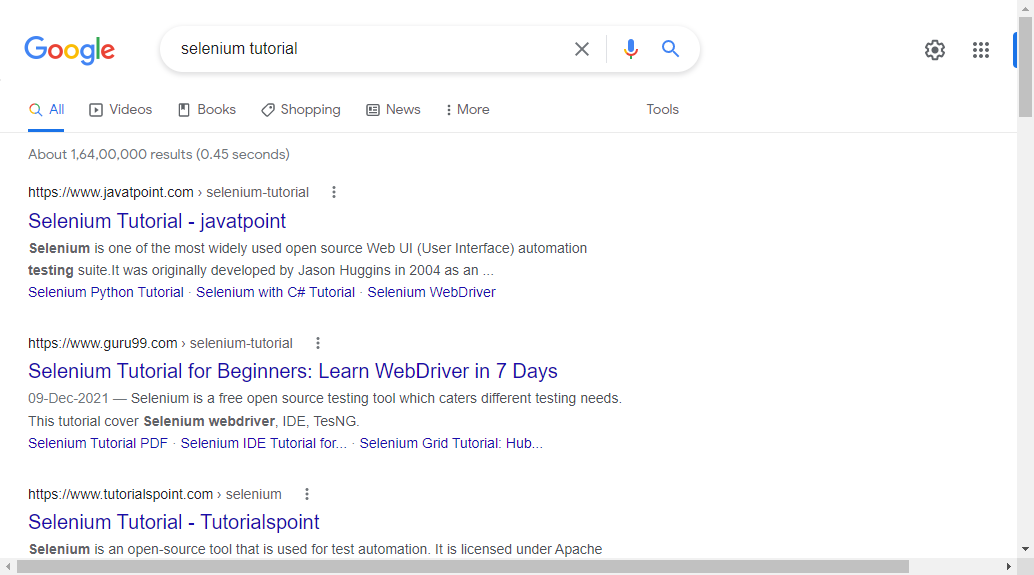 Google
selenium tutorial
All Videos Books Shopping News More Tools
About 1,64,00,000 results (0.45 seconds)
https://www.javatpoint.com › selenium-tutorial
Selenium Tutorial - javatpoint
Selenium is one of the most widely used open source Web UI (User Interface) automation
testing suite.It was originally developed by Jason Huggins in 2004 as an ...
Selenium Python Tutorial · Selenium with C# Tutorial · Selenium WebDriver
https://www.guru99.com › selenium-tutorial
Selenium Tutorial for Beginners: Learn WebDriver in 7 Days
09-Dec-2021 — Selenium is a free open source testing tool which caters different testing needs.
This tutorial cover Selenium webdriver, IDE, TesNG.
Selenium Tutorial PDF · Selenium IDE Tutorial for... · Selenium Grid Tutorial: Hub...
https://www.tutorialspoint.com › selenium
Selenium Tutorial - Tutorialspoint
Selenium is an open-source tool that is used for test automation. It is licensed under Apache